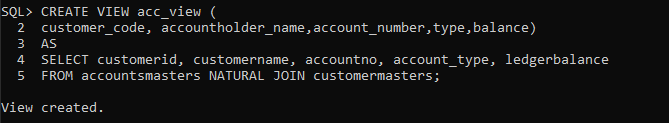 SQL> CREATE VIEW acc_view (
  2  customer_code, accountholder_name,account_number,type,balance)
  3  AS
  4  SELECT customerid, customername, accountno, account_type, ledgerbalance
  5  FROM accountsmasters NATURAL JOIN customermasters;
View created.